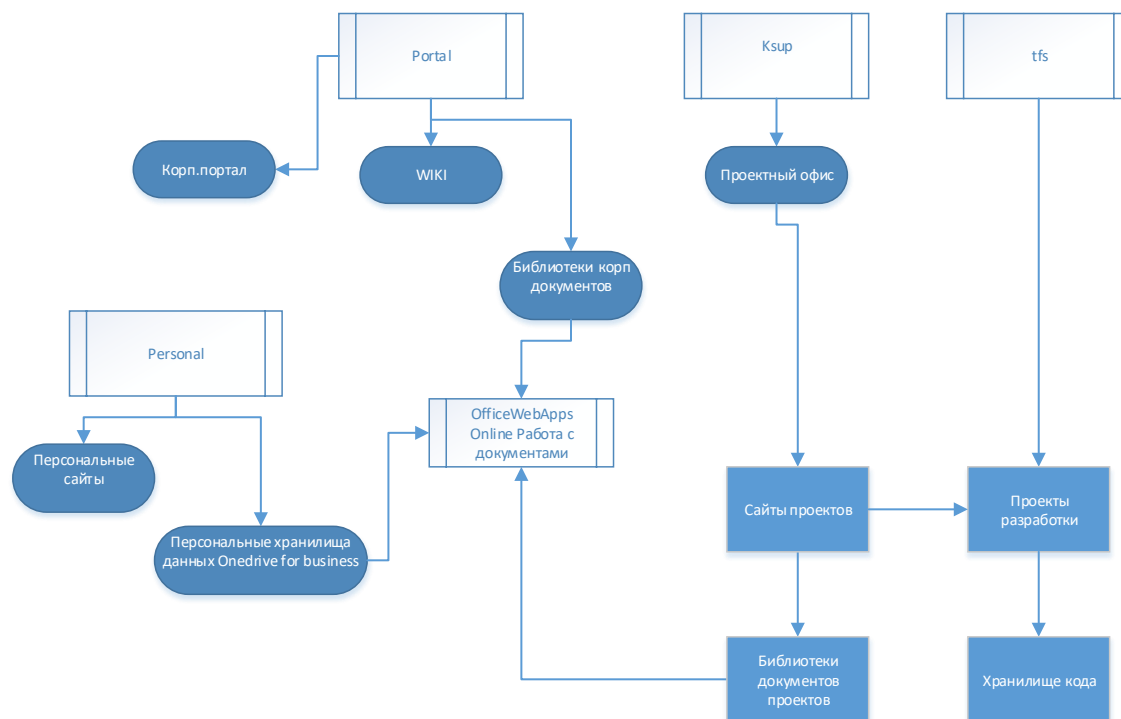 Portal
Ksup
tfs
Корп.портал
WIKI
Проектный офис
Библиотеки корп
документов
Personal
OfficeWebApps
Online Работа с
документами
Персональные
сайты
Сайты проектов
Проекты
разработки
Персональные хранилища
данных Onedrive for business
Библиотеки
документов
проектов
Хранилище кода